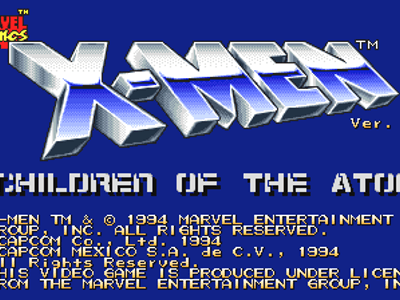 MARVEL
COMICS
TM
X-MEN
TM
Ver.
CHILDREN OF THE ATO
X-MEN TM & © 1994 MARVEL ENTERTAINMENT
GROUP, INC. ALL RIGHTS RESERVED.
CAPCOM Co., Ltd. 1994
CAPCOM MEXICO S.A. de C.V., 1994
All Rights Reserved.
THIS VIDEO GAME IS PRODUCED UNDER LICEN
FROM THE MARVEL ENTERTAINMENT GROUP, IN